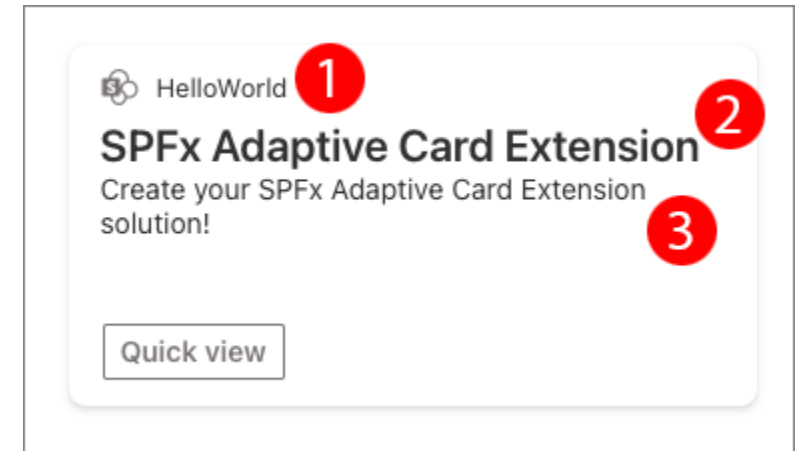 HelloWorld 1
SPFx Adaptive Card Extension 2
Create your SPFx Adaptive Card Extension
solution! 3
Quick view